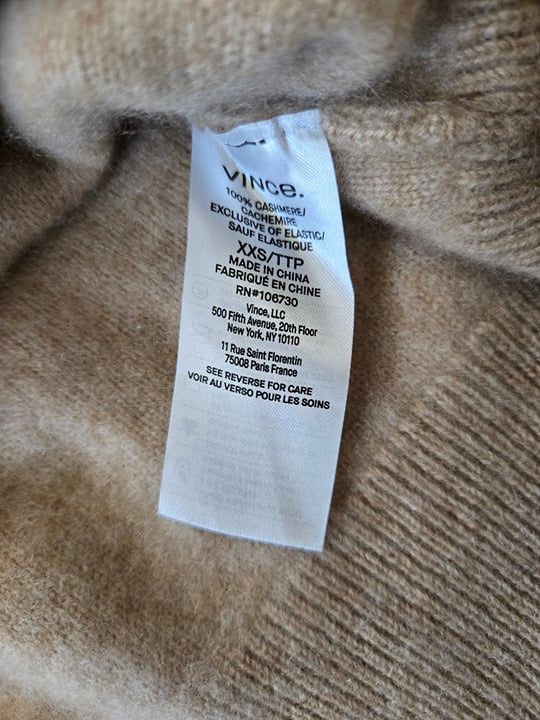 VINCe.
100% CASHMERE/
CACHEMIRE
EXCLUSIVE OF ELASTIC/
SAUF ELASTIQUE
XXS/TTP
MADE IN CHINA
FABRIQUÉ EN CHINE
RN#106730
Vince, LLC
500 Fifth Avenue, 20th Floor
New York, NY 10110
11 Rue Saint Florentin
75008 Paris France
SEE REVERSE FOR CARE
VOIR AU VERSO POUR LES SOINS